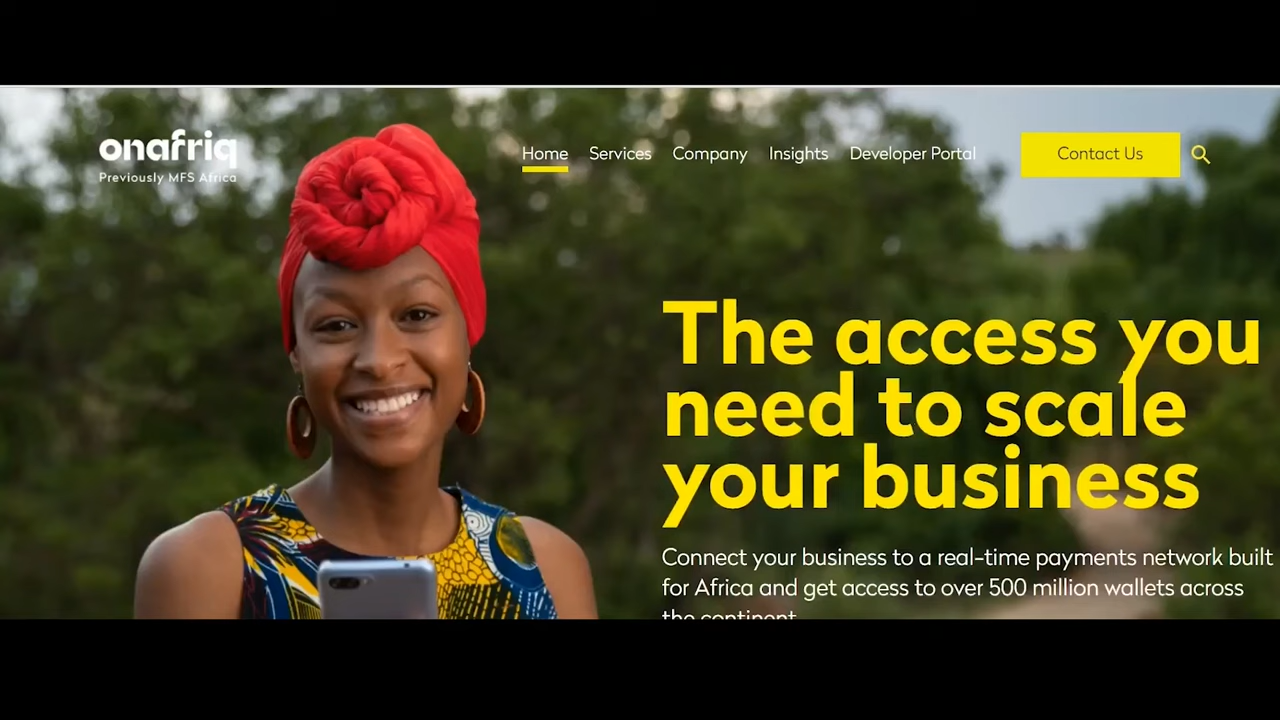 onafriq
Previously MFS Africa
Home Services Company Insights Developer Portal Contact Us
The access you
need to scale
your business
Connect your business to a real-time payments network built
for Africa and get access to over 500 million wallets across
the continent